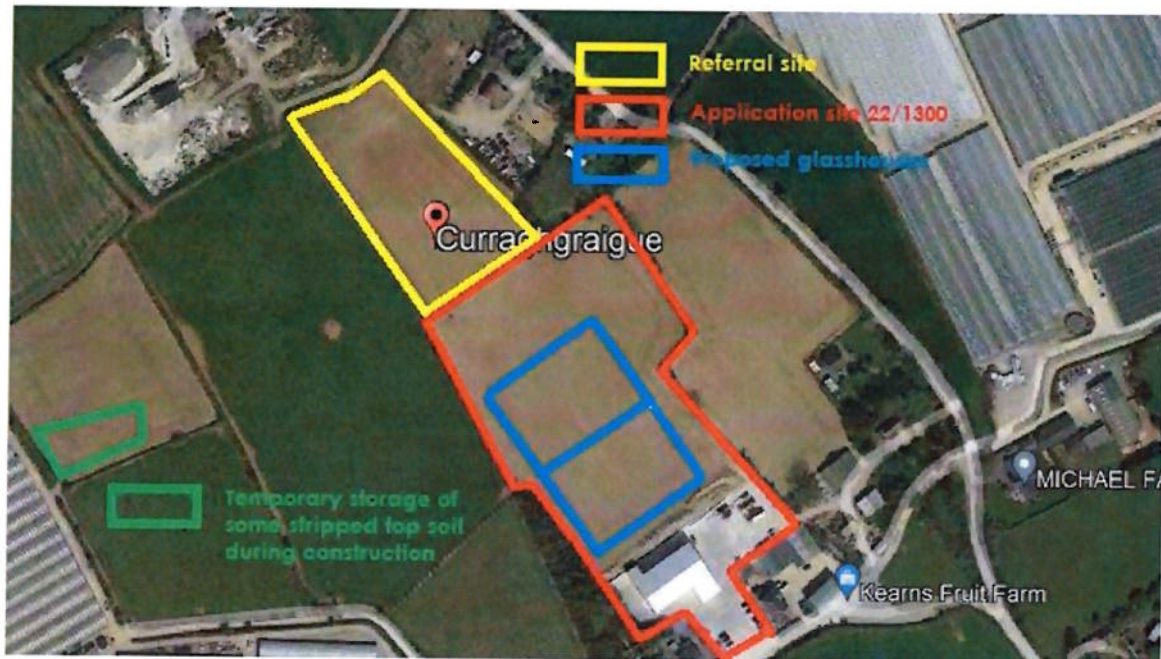 Referral site
Application site 22/1300
Proposed glasshouses
Currachgraigue
MICHAEL FA
Kearns Fruit Farm
Temporary storage of
some stripped top soil
during construction